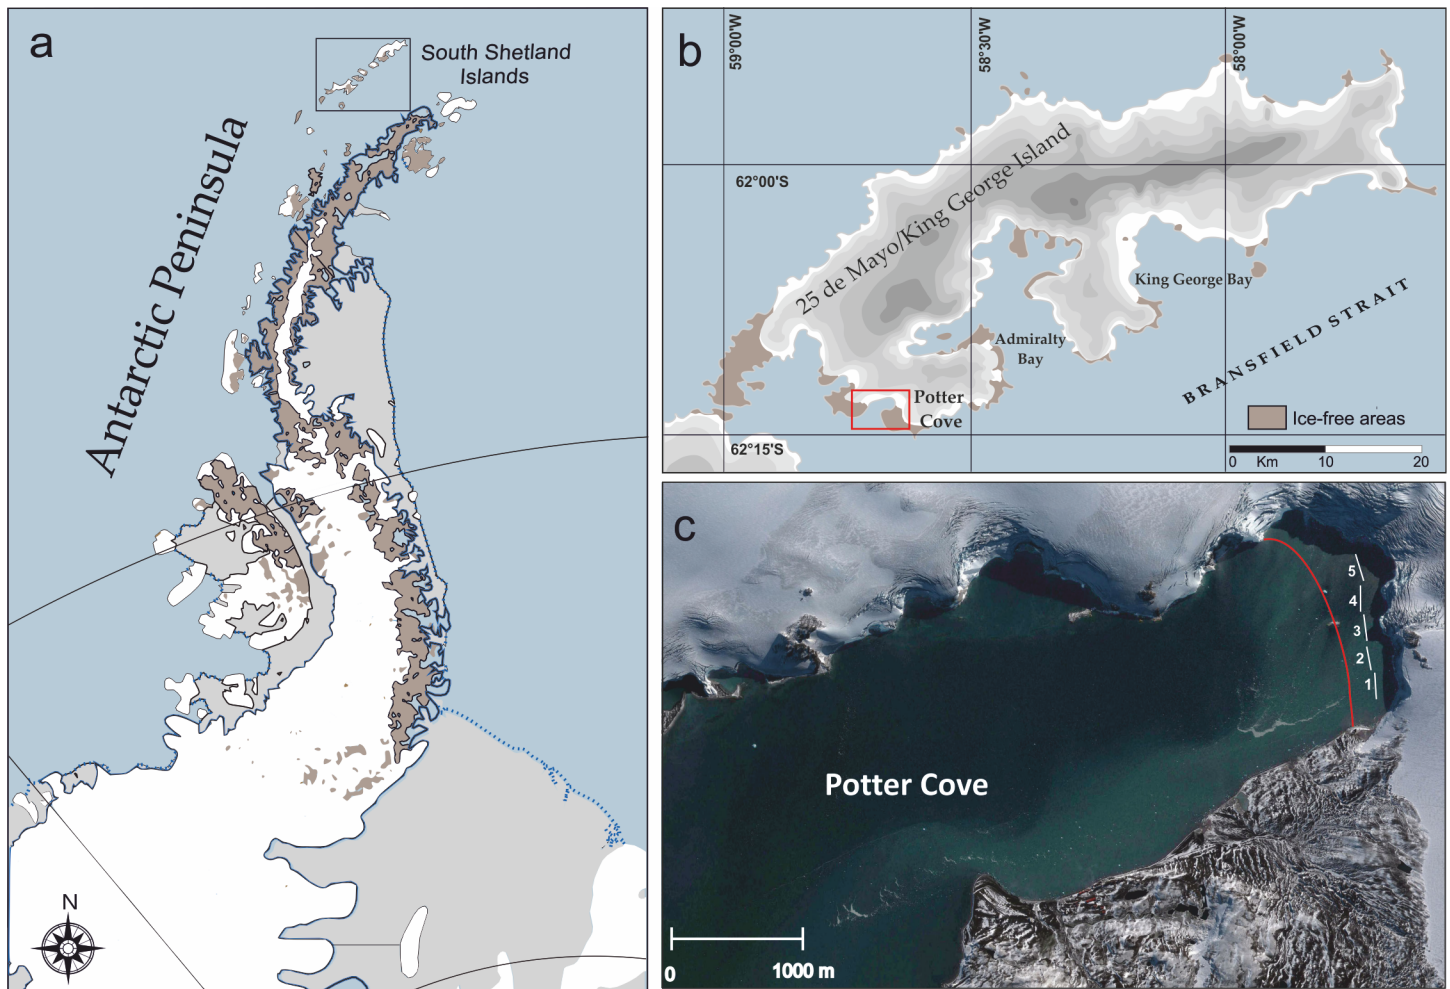 a
South Shetland
Islands
Antarctic Peninsula
N
b
59°00'W
58°30'W
58°00'W
62°00'S
25 de Mayo/King George Island
King George Bay
Admiralty
Bay
BRANSFIELD STRAIT
Potter
Cove
Ice-free areas
62°15'S
0 Km 10 20
c
5
4
3
2
1
Potter Cove
0 1000 m